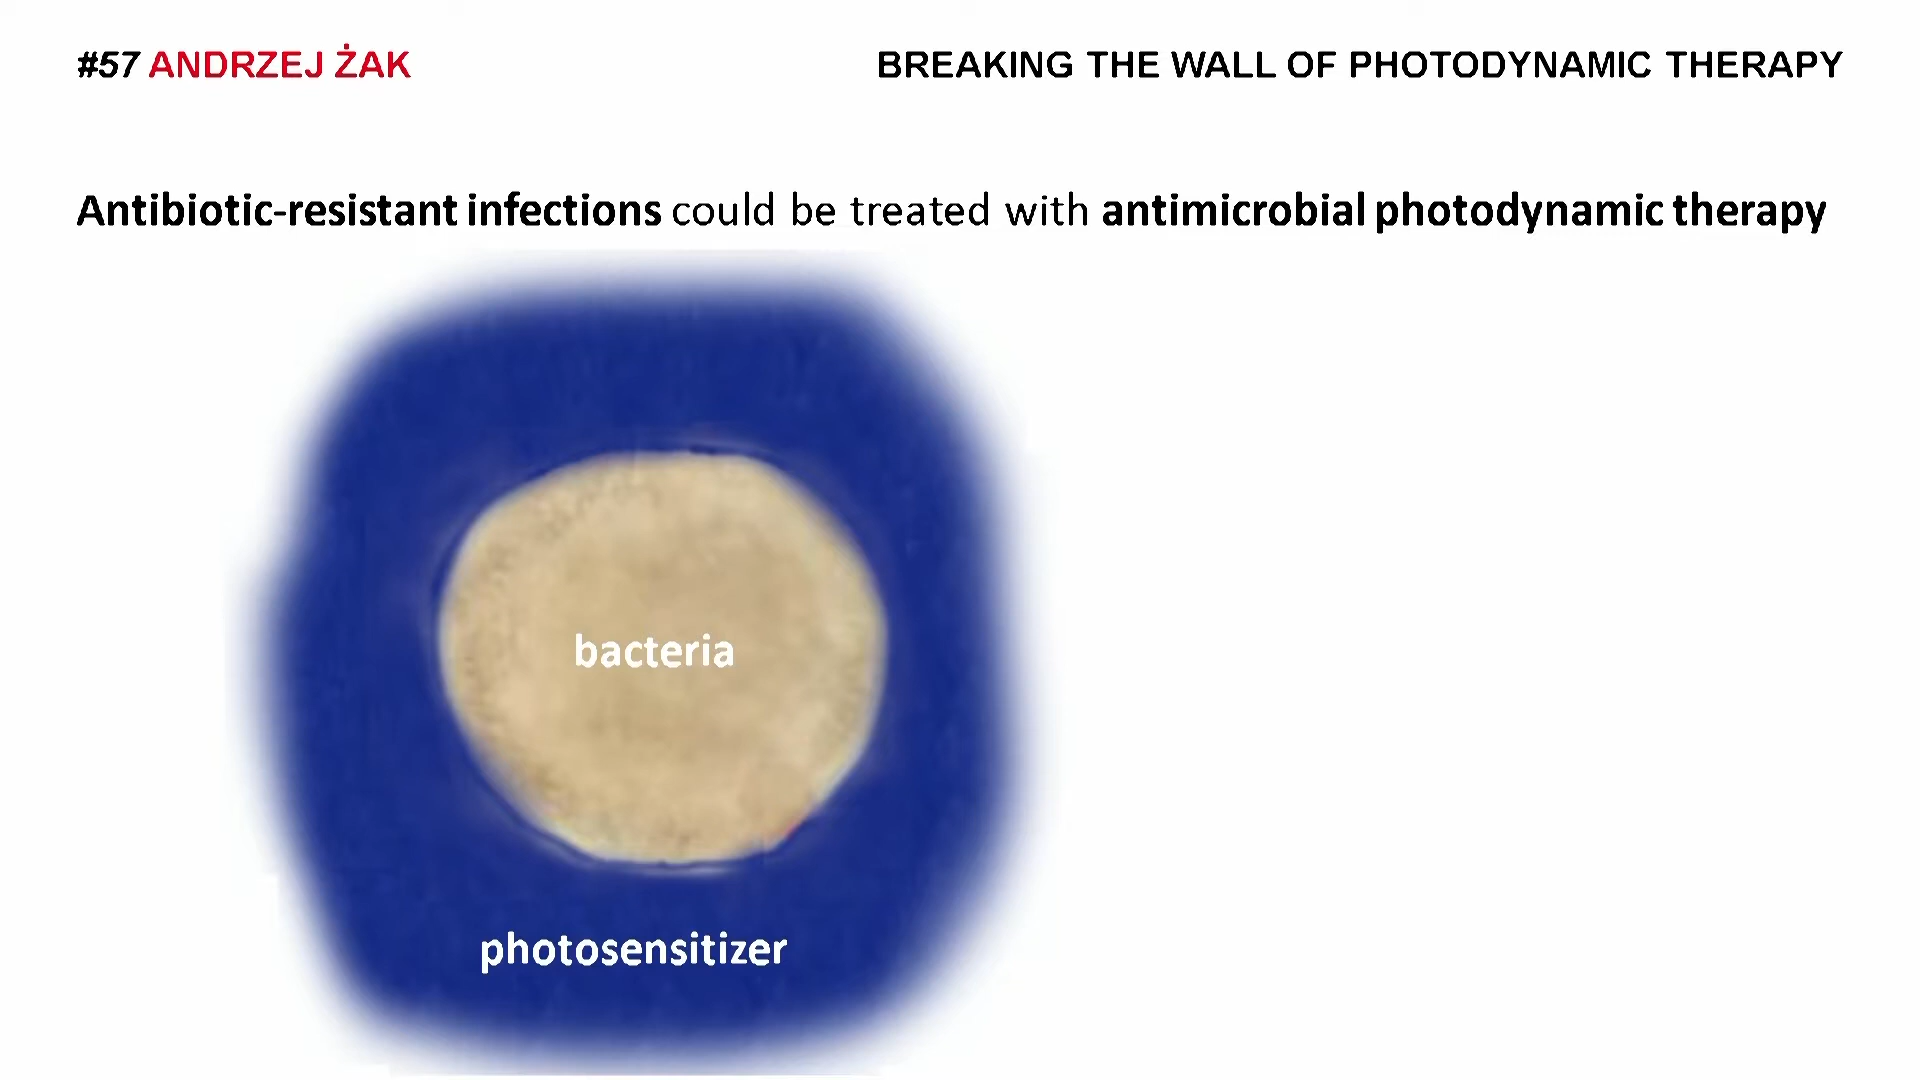 #57 ANDRZEJ ŻAK
BREAKING THE WALL OF PHOTODYNAMIC THERAPY
Antibiotic-resistant infections could be treated with antimicrobial photodynamic therapy
bacteria
photosensitizer